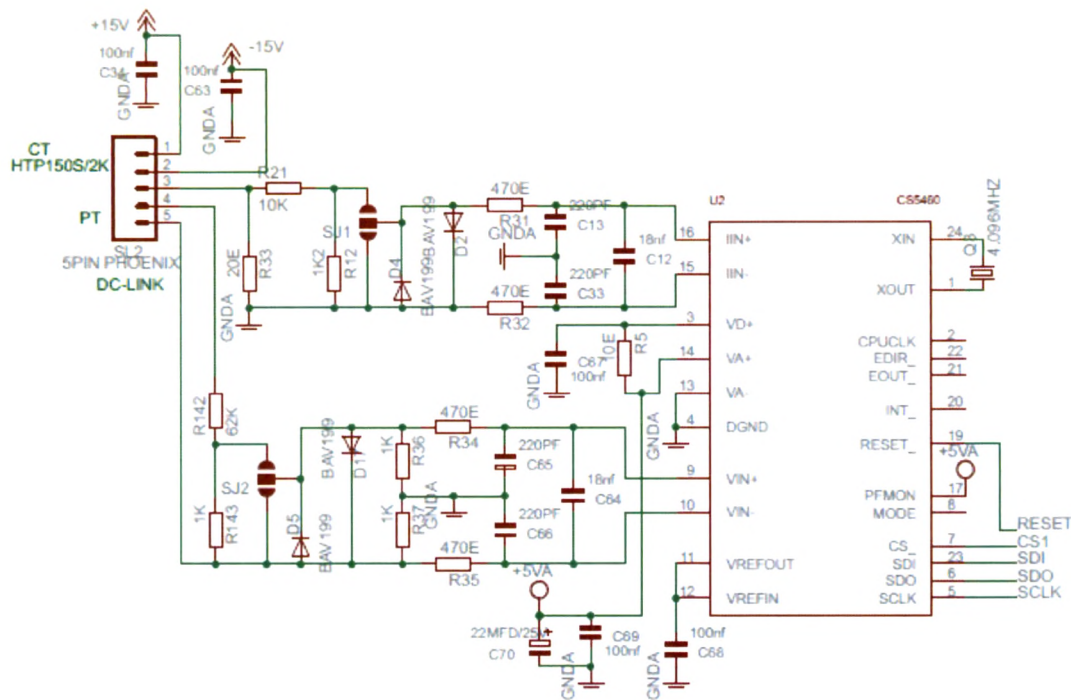 +15V
-15V
100nf
C34
GNDA
100nf
C63
GNDA
CT
HTP150S/2K
1
2
3
4
5
PT
SL2
5PIN PHOENIX
DC-LINK
R21
10K
20E
R33
GNDA
1K2
R12
SJ1
D4
BAV199
BAV199
D2
470E
R31
470E
R32
220PF
C13
GNDA
220PF
C33
18nf
C12
U2
CS5460
16
IIN+
15
IIN-
3
VD+
14
VA+
13
VA-
4
DGND
9
VIN+
10
VIN-
11
VREFOUT
12
VREFIN
XIN
24
XOUT
1
Q8
4.096MHZ
CPUCLK
2
EDIR_
22
EOUT_
21
INT_
20
RESET_
19
+5VA
PFMON
17
MODE
8
CS_
7
SDI
23
SDO
6
SCLK
5
RESET
CS1
SDI
SDO
SCLK
C67
100nf
GNDA
10E
R5
GNDA
R142
62K
1K
R143
SJ2
D5
BAV199
BAV199
D1
1K
R36
1K
R37
GNDA
470E
R34
470E
R35
220PF
C65
220PF
C66
18nf
C64
+5VA
22MFD/25V
+
C70
C69
100nf
GNDA
100nf
C68
GNDA